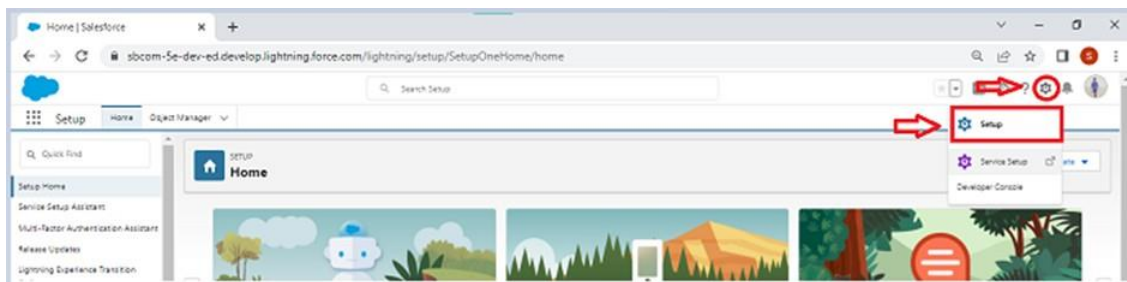 Home | Salesforce
sbcom-5e-dev-ed.develop.lightning.force.com/lightning/setup/SetupOneHome/home
S
Search Setup
?
Setup
Home
Object Manager
Setup
Quick Find
SETUP
Home
Service Setup
Setup Home
Developer Console
Service Setup Assistant
Multi-Factor Authentication Assistant
Release Updates
Lightning Experience Transition